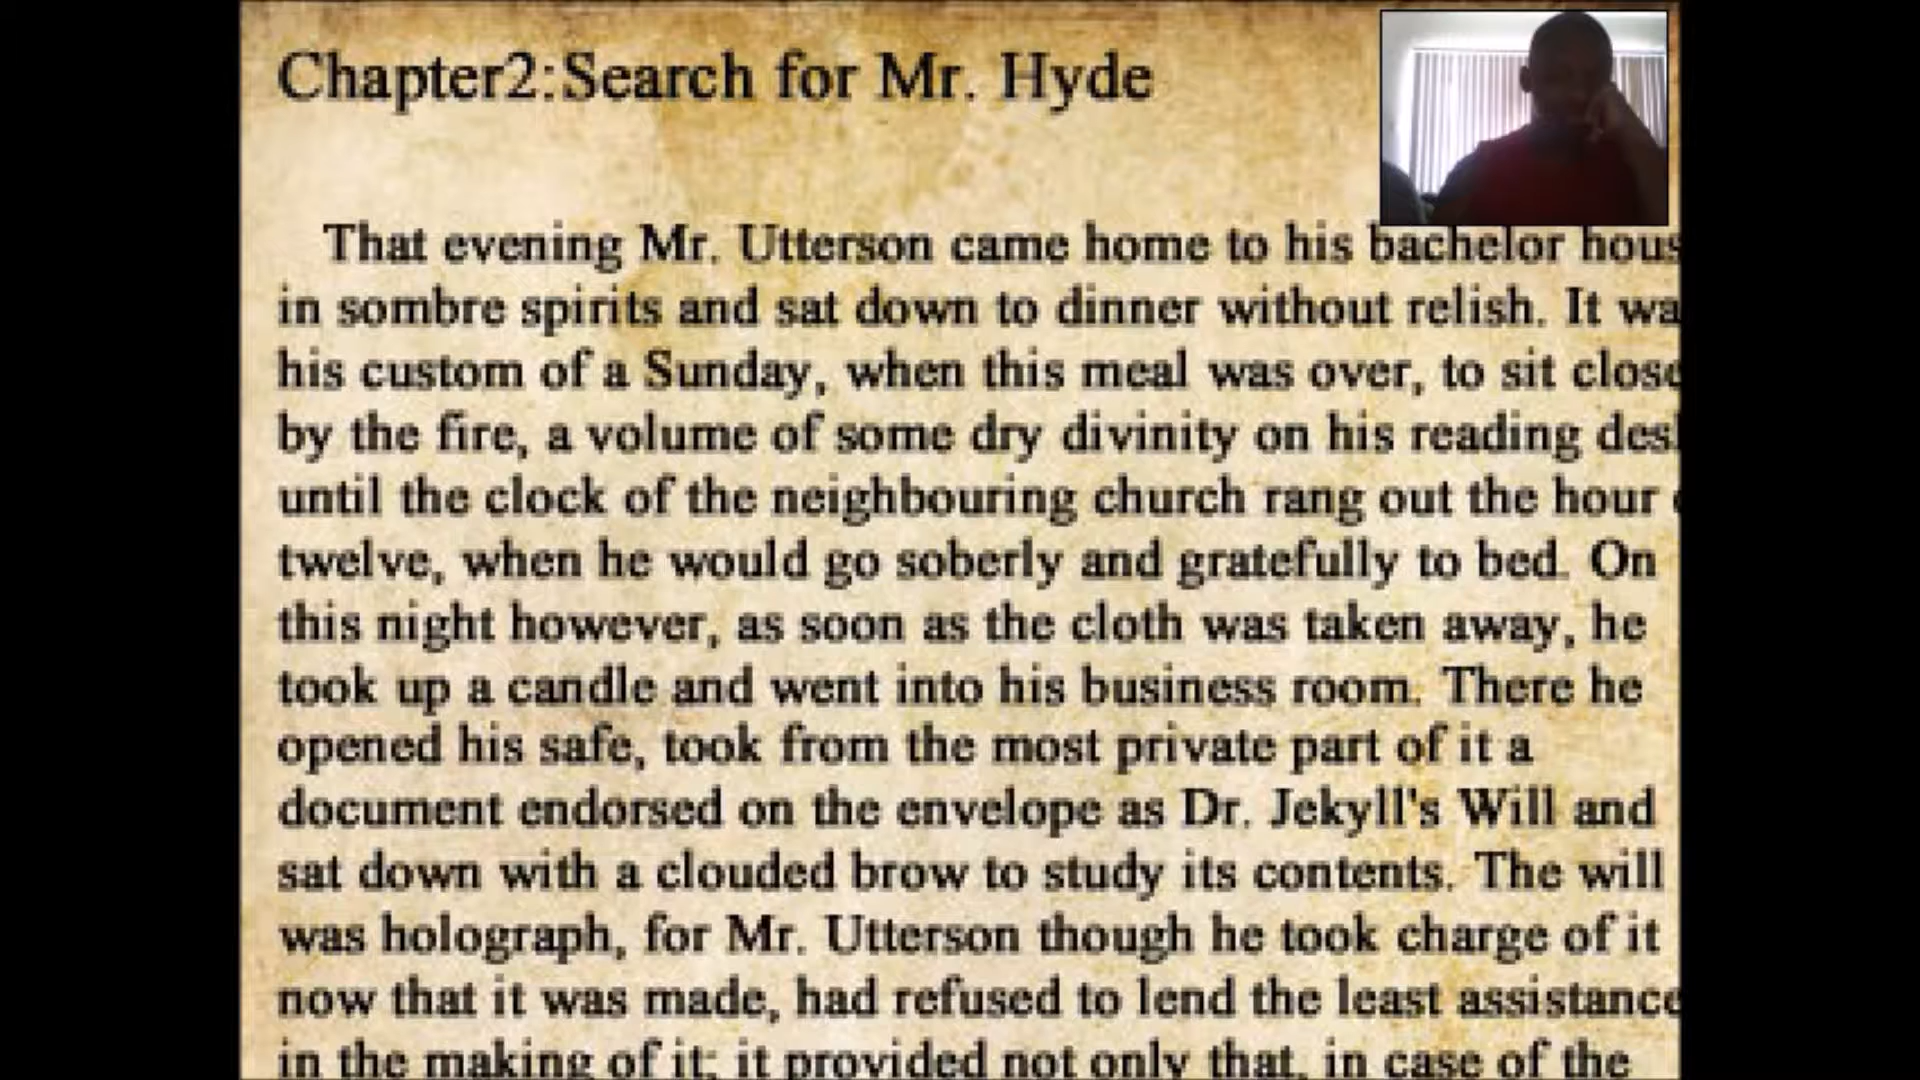 Chapter2:Search for Mr. Hyde
That evening Mr. Utterson came home to his bachelor hous
in sombre spirits and sat down to dinner without relish. It wa
his custom of a Sunday, when this meal was over, to sit close
by the fire, a volume of some dry divinity on his reading des
until the clock of the neighbouring church rang out the hour
twelve, when he would go soberly and gratefully to bed. On
this night however, as soon as the cloth was taken away, he
took up a candle and went into his business room. There he
opened his safe, took from the most private part of it a
document endorsed on the envelope as Dr. Jekyll's Will and
sat down with a clouded brow to study its contents. The will
was holograph, for Mr. Utterson though he took charge of it
now that it was made, had refused to lend the least assistance
in the making of it; it provided not only that, in case of the